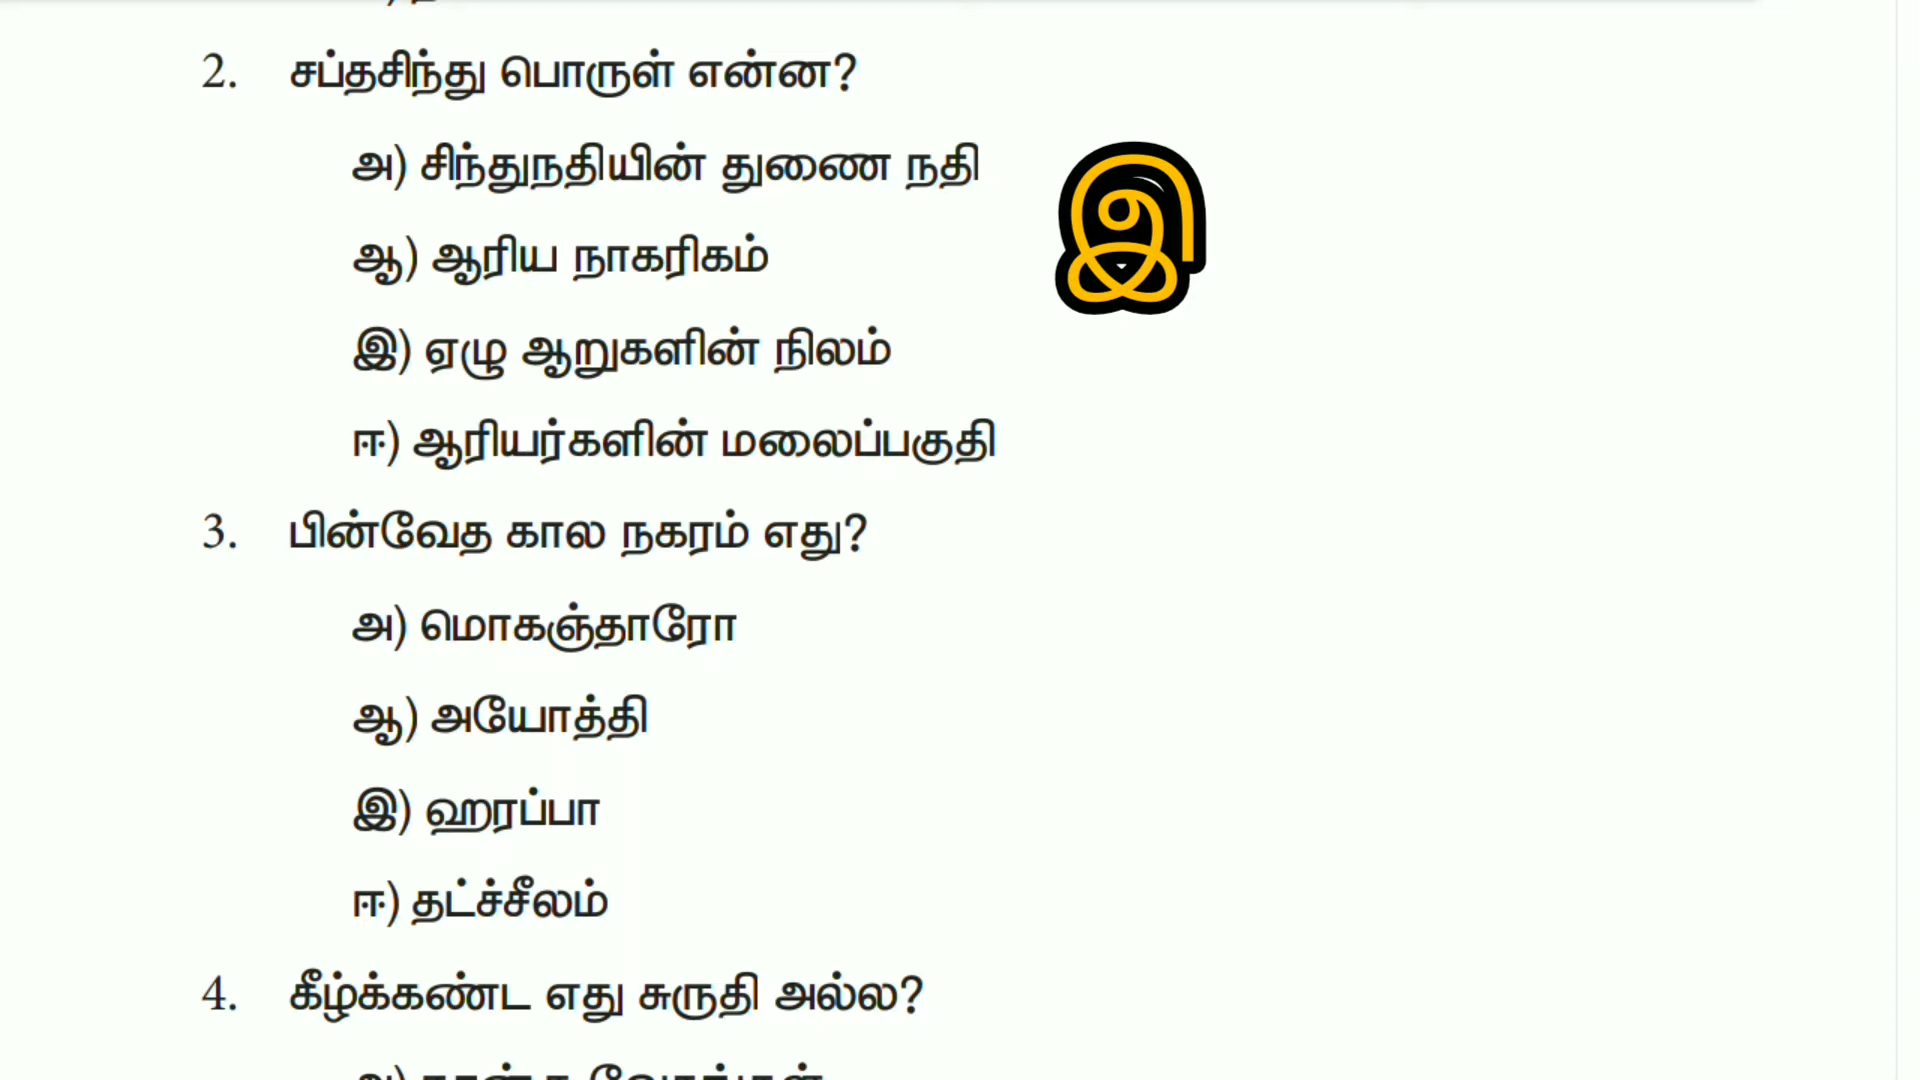 2. சப்தசிந்து பொருள் என்ன?
அ) சிந்துநதியின் துணை நதி
இ
ஆ) ஆரிய நாகரிகம்
இ) ஏழு ஆறுகளின் நிலம்
ஈ) ஆரியர்களின் மலைப்பகுதி
3. பின்வேத கால நகரம் எது?
அ) மொகஞ்தாரோ
ஆ) அயோத்தி
இ) ஹரப்பா
ஈ) தட்ச்சீலம்
4. கீழ்க்கண்ட எது சுருதி அல்ல?